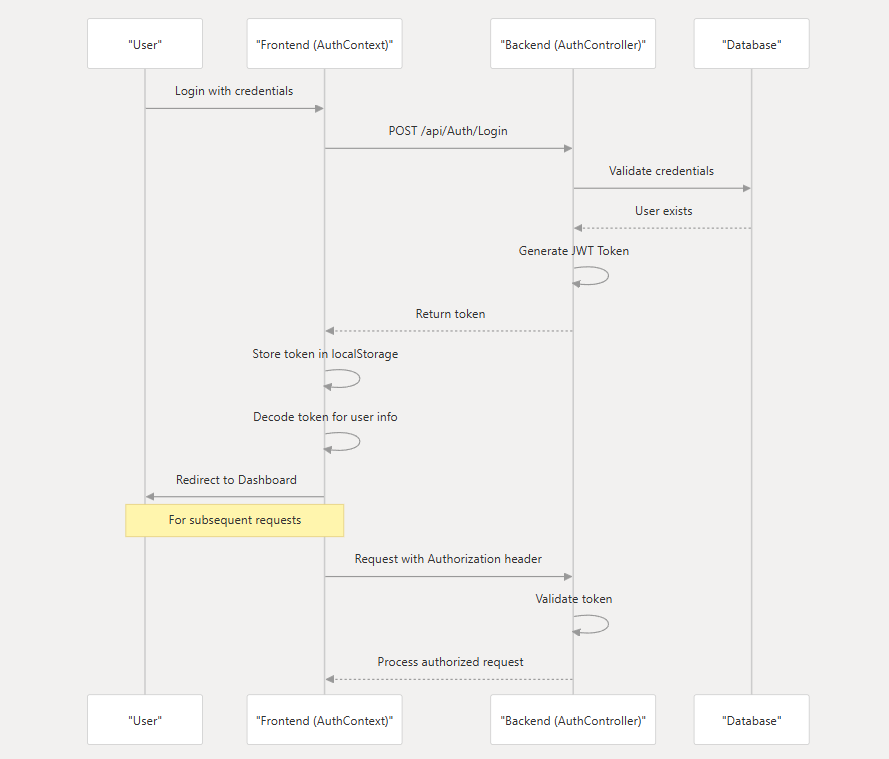 "User"
"Frontend (AuthContext)"
"Backend (AuthController)"
"Database"
Login with credentials
POST /api/Auth/Login
Validate credentials
User exists
Generate JWT Token
Return token
Store token in localStorage
Decode token for user info
Redirect to Dashboard
For subsequent requests
Request with Authorization header
Validate token
Process authorized request
"User"
"Frontend (AuthContext)"
"Backend (AuthController)"
"Database"